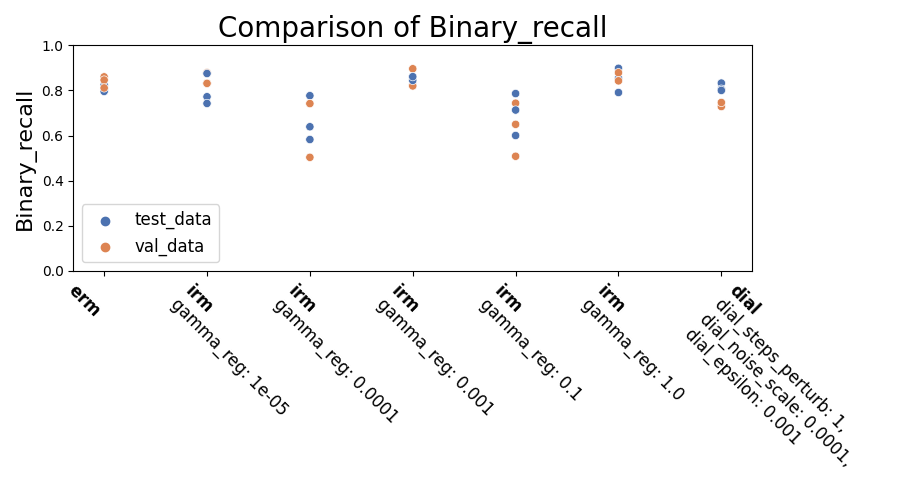 Comparison of Binary_recall
Binary_recall
1.0
0.8
0.6
0.4
0.2
0.0
test_data
val_data
erm
irm
gamma_reg: 1e-05
irm
gamma_reg: 0.0001
irm
gamma_reg: 0.001
irm
gamma_reg: 0.1
irm
gamma_reg: 1.0
dial
dial_steps_perturb: 1,
dial_noise_scale: 0.0001,
dial_epsilon: 0.001